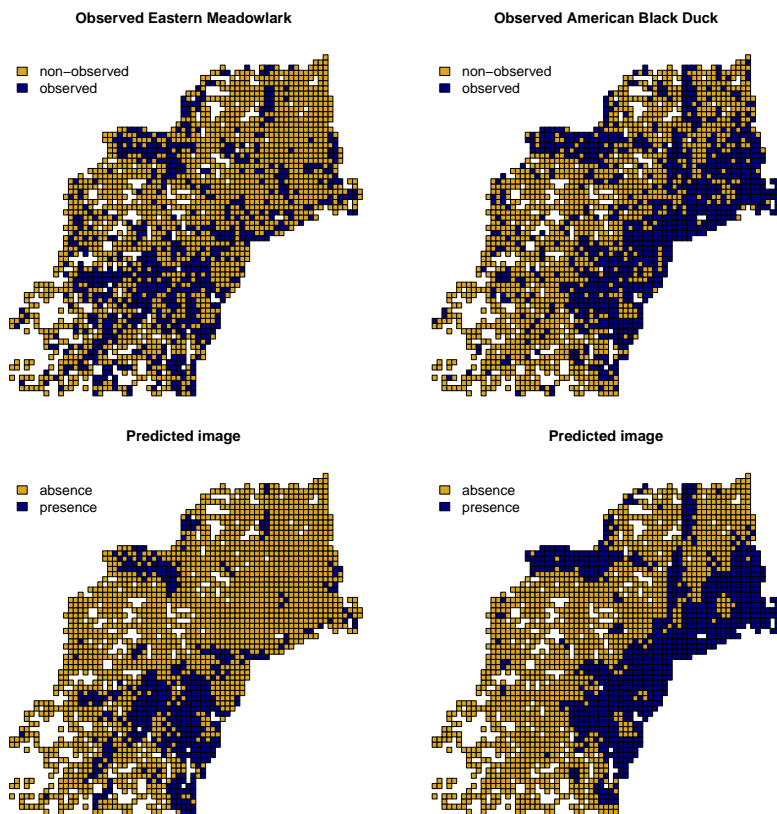 Observed Eastern Meadowlark
non−observed
observed
Observed American Black Duck
non−observed
observed
Predicted image
absence
presence
Predicted image
absence
presence